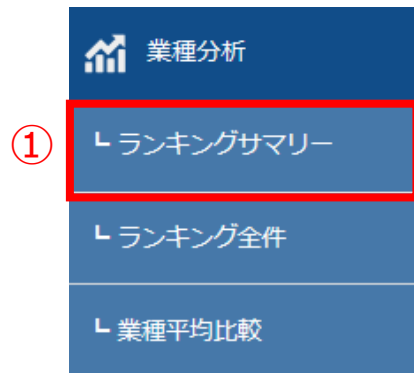 業種分析
①
┗ ランキングサマリー
┗ ランキング全件
┗ 業種平均比較